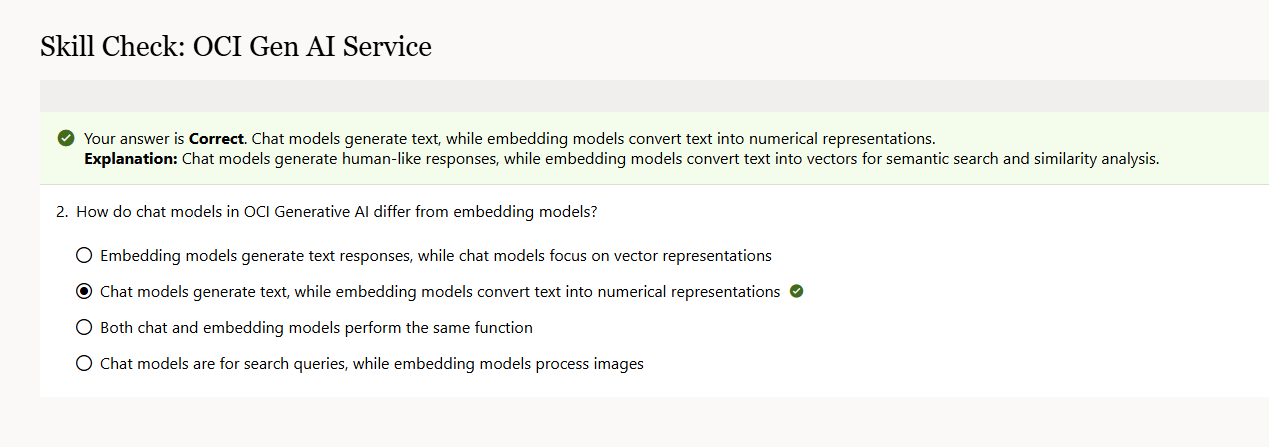 Skill Check: OCI Gen AI Service
Your answer is Correct. Chat models generate text, while embedding models convert text into numerical representations.
Explanation: Chat models generate human-like responses, while embedding models convert text into vectors for semantic search and similarity analysis.
2. How do chat models in OCI Generative AI differ from embedding models?
Embedding models generate text responses, while chat models focus on vector representations
Chat models generate text, while embedding models convert text into numerical representations
Both chat and embedding models perform the same function
Chat models are for search queries, while embedding models process images